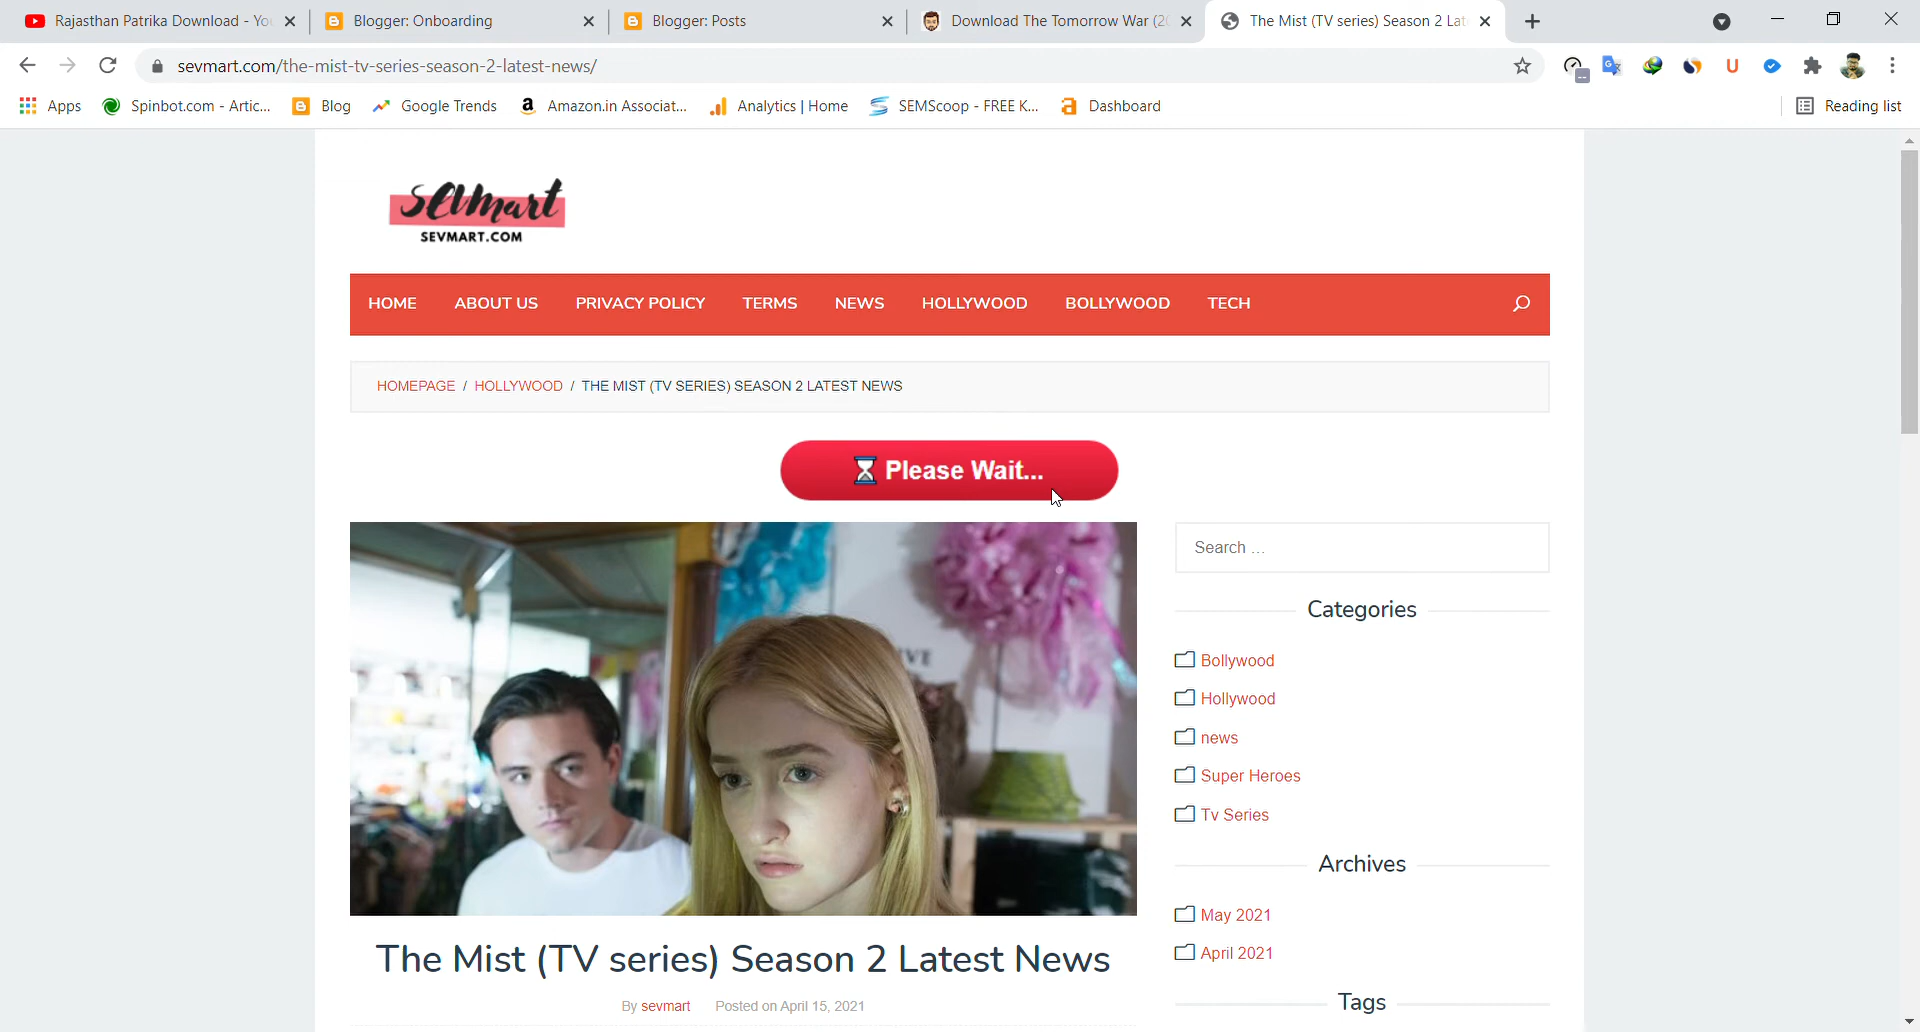 Rajasthan Patrika Download - Yo
Blogger: Onboarding
Blogger: Posts
Download The Tomorrow War (20
The Mist (TV series) Season 2 Lat
sevmart.com/the-mist-tv-series-season-2-latest-news/
Apps
Spinbot.com - Artic...
Blog
Google Trends
Amazon.in Associat...
Analytics | Home
SEMScoop - FREE K...
Dashboard
Reading list
Sevmart
SEVMART.COM
HOME
ABOUT US
PRIVACY POLICY
TERMS
NEWS
HOLLYWOOD
BOLLYWOOD
TECH
HOMEPAGE / HOLLYWOOD / THE MIST (TV SERIES) SEASON 2 LATEST NEWS
Please Wait...
Search ...
Categories
Bollywood
Hollywood
news
Super Heroes
Tv Series
Archives
May 2021
April 2021
Tags
The Mist (TV series) Season 2 Latest News
By sevmart Posted on April 15, 2021